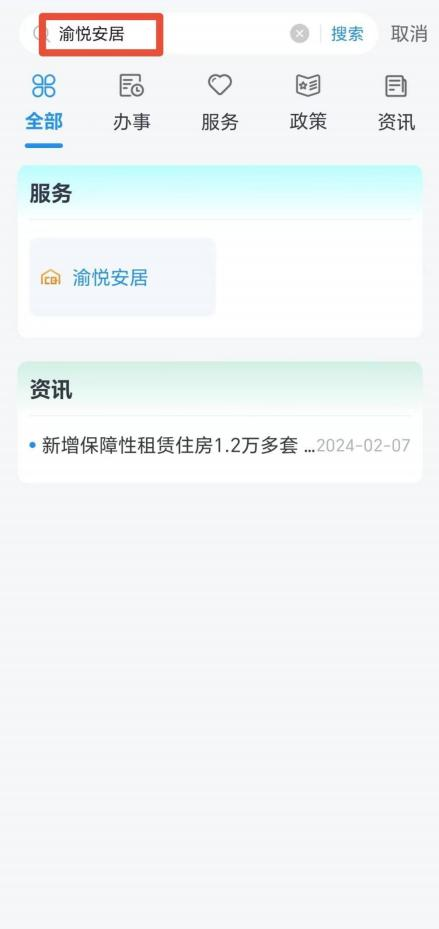 渝悦安居 搜索 取消
全部 办事 服务 政策 资讯
服务
渝悦安居
资讯
新增保障性租赁住房1.2万多套 ... 2024-02-07